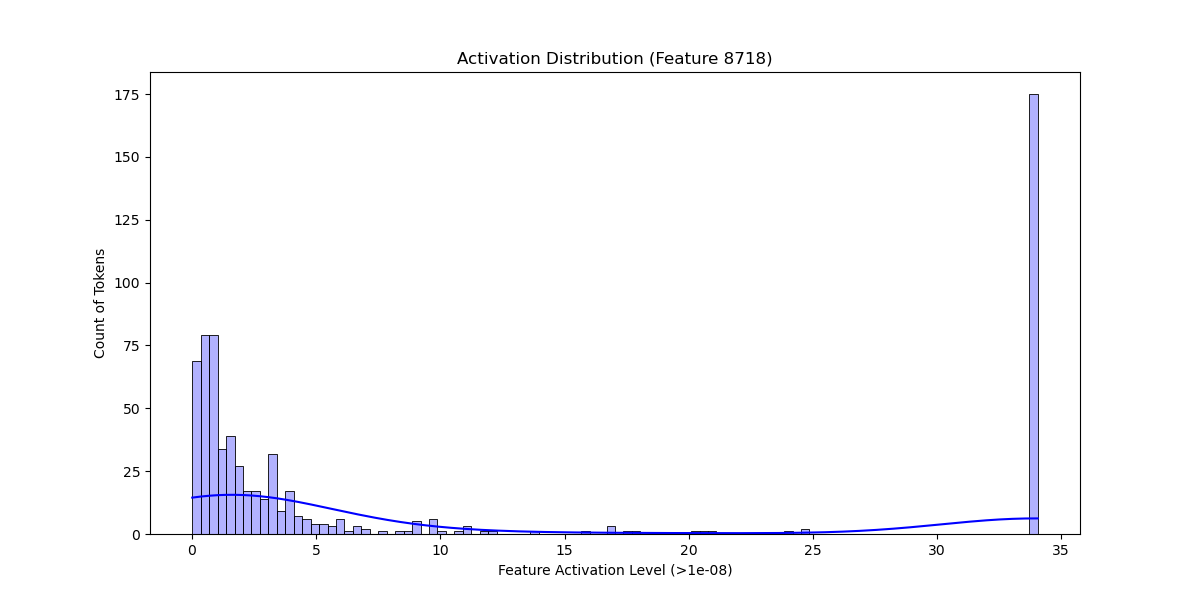 Activation Distribution (Feature 8718)
175
150
125
100
75
50
25
0
Count of Tokens
0 5 10 15 20 25 30 35
Feature Activation Level (>1e-08)